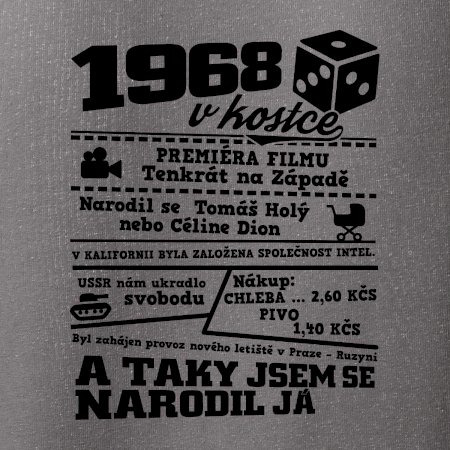 1968
v kostce
PREMIÉRA FILMU
Tenkrát na Západě
Narodil se Tomáš Holý
nebo Céline Dion
V KALIFORNII BYLA ZALOŽENA SPOLEČNOST INTEL.
USSR nám ukradlo
svobodu
Nákup:
CHLEBA ... 2,60 KČS
PIVO
1,40 KČS
Byl zahájen provoz nového letiště v Praze - Ruzyni
A TAKY JSEM SE
NARODIL JÁ